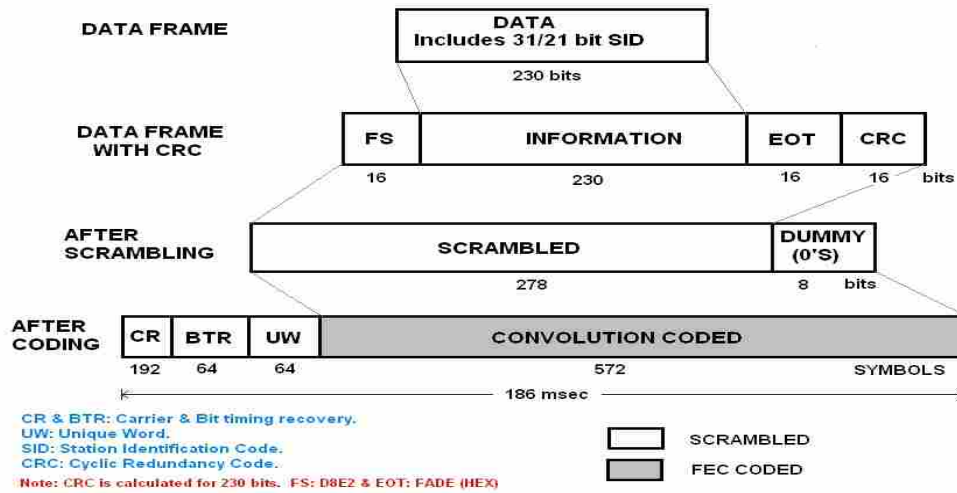 DATA FRAME
DATA
Includes 31/21 bit SID
230 bits
DATA FRAME
WITH CRC
FS
INFORMATION
EOT
CRC
16
230
16
16
bits
AFTER
SCRAMBLING
SCRAMBLED
DUMMY
(0'S)
278
8
bits
AFTER
CODING
CR
BTR
UW
CONVOLUTION CODED
192
64
64
572
SYMBOLS
186 msec
CR & BTR: Carrier & Bit timing recovery.
UW: Unique Word.
SID: Station Identification Code.
CRC: Cyclic Redundancy Code.
Note: CRC is calculated for 230 bits. FS: D8E2 & EOT: FADE (HEX)
SCRAMBLED
FEC CODED